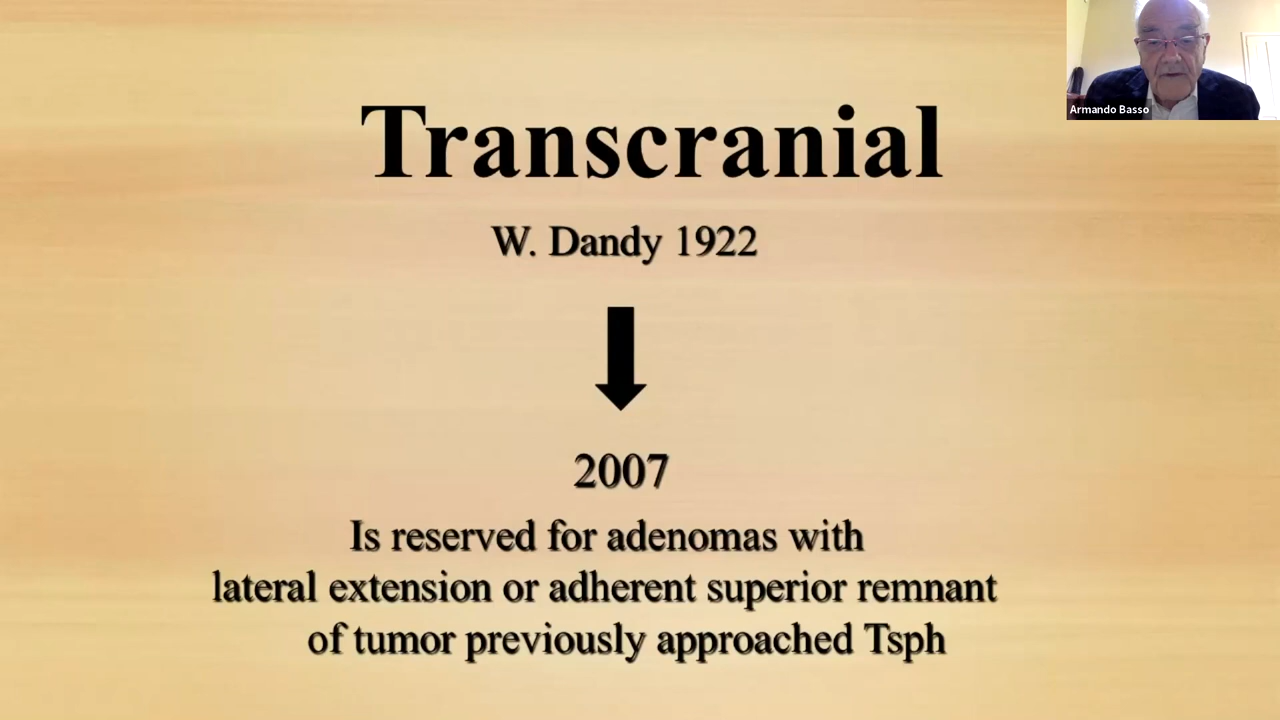 Armando Basso
Transcranial
W. Dandy 1922
2007
Is reserved for adenomas with
lateral extension or adherent superior remnant
of tumor previously approached Tsph